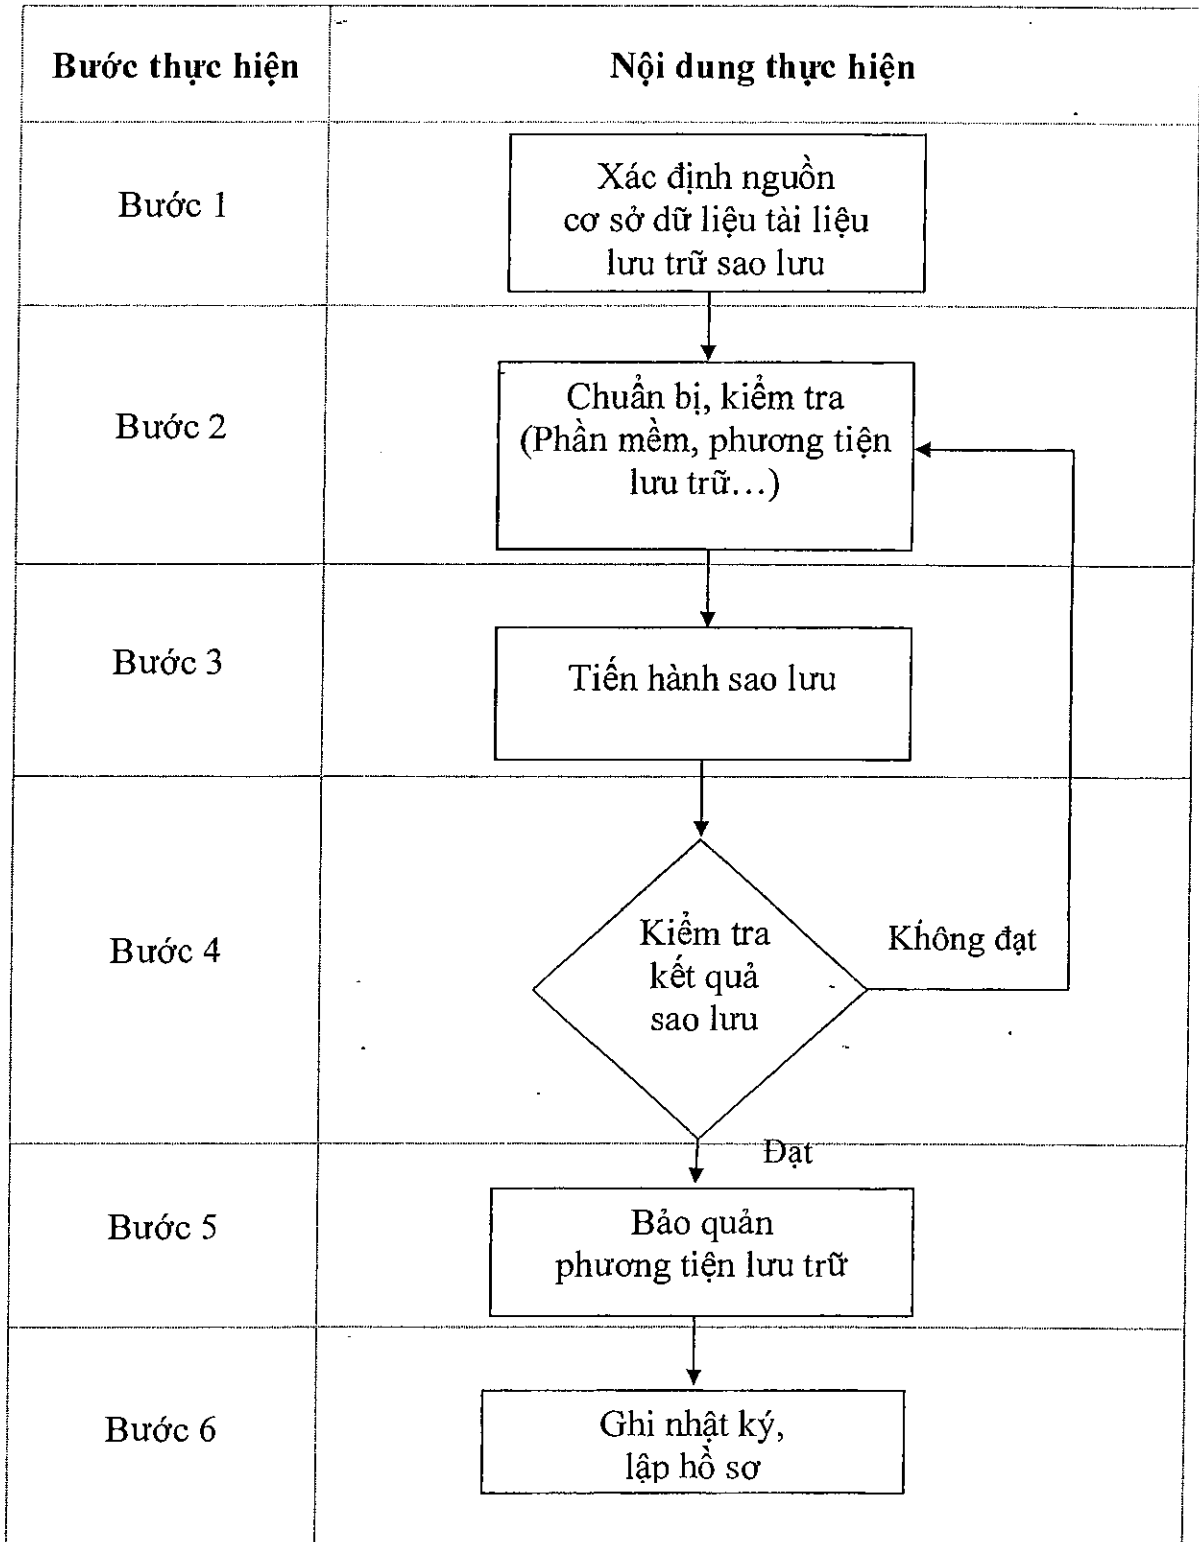 Bước thực hiện
Nội dung thực hiện
Bước 1
Xác định nguồn
cơ sở dữ liệu tài liệu
lưu trữ sao lưu
Bước 2
Chuẩn bị, kiểm tra
(Phần mềm, phương tiện
lưu trữ...)
Bước 3
Tiến hành sao lưu
Bước 4
Kiểm tra
kết quả
sao lưu
Không đạt
Đạt
Bước 5
Bảo quản
phương tiện lưu trữ
Bước 6
Ghi nhật ký,
lập hồ sơ